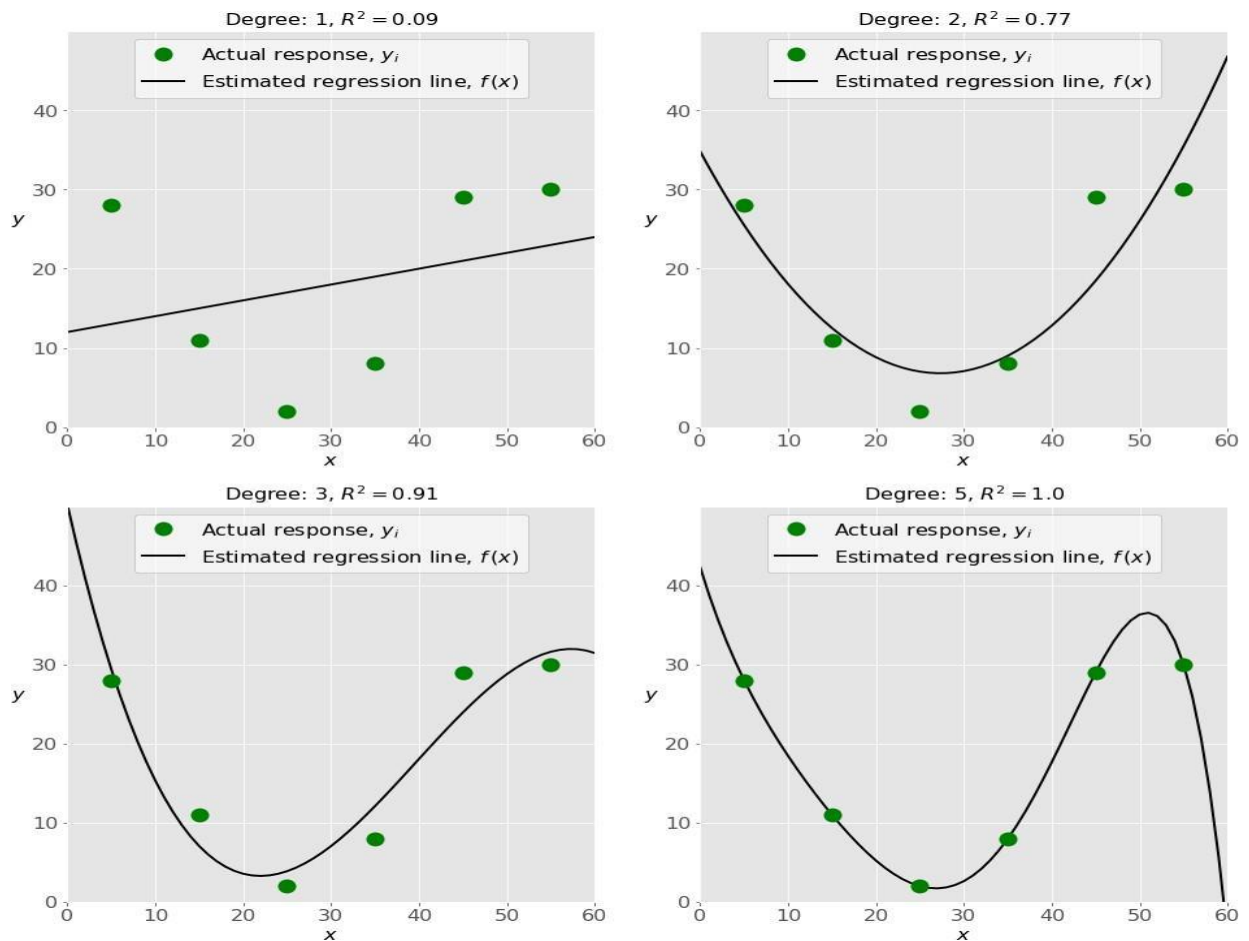 Degree: 1, R² = 0.09
Actual response, yᵢ
Estimated regression line, f(x)
40
30
y
20
10
0
0 10 20 30 40 50 60
x
Degree: 2, R² = 0.77
Actual response, yᵢ
Estimated regression line, f(x)
40
30
y
20
10
0
0 10 20 30 40 50 60
x
Degree: 3, R² = 0.91
Actual response, yᵢ
Estimated regression line, f(x)
40
30
y
20
10
0
0 10 20 30 40 50 60
x
Degree: 5, R² = 1.0
Actual response, yᵢ
Estimated regression line, f(x)
40
30
y
20
10
0
0 10 20 30 40 50 60
x